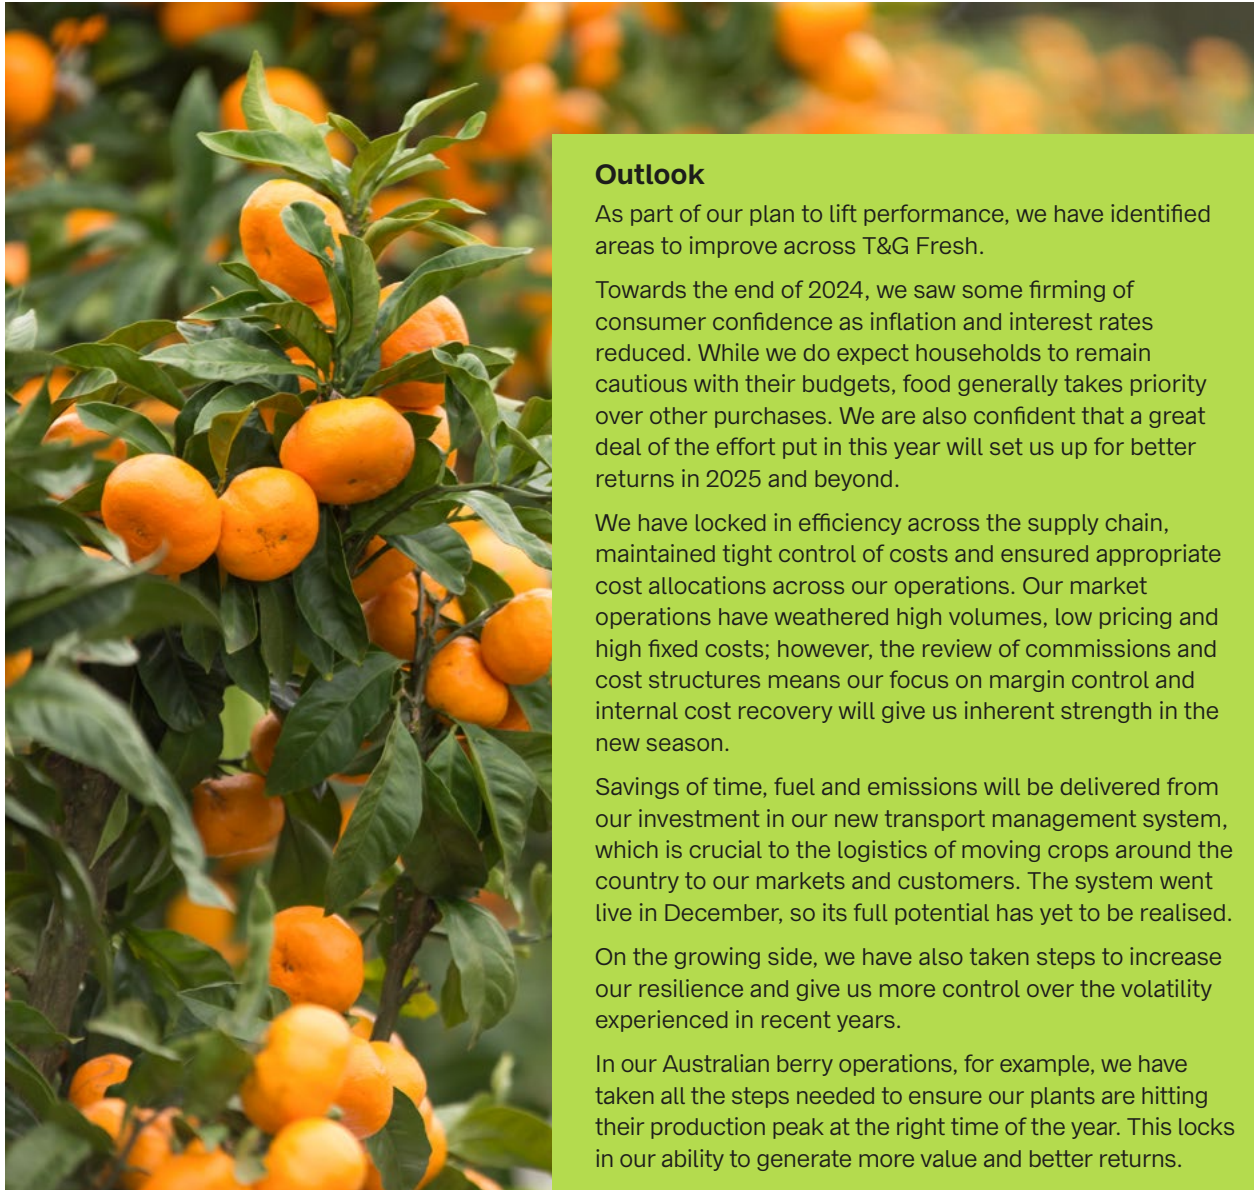 Outlook
As part of our plan to lift performance, we have identified
areas to improve across T&G Fresh.
Towards the end of 2024, we saw some firming of
consumer confidence as inflation and interest rates
reduced. While we do expect households to remain
cautious with their budgets, food generally takes priority
over other purchases. We are also confident that a great
deal of the effort put in this year will set us up for better
returns in 2025 and beyond.
We have locked in efficiency across the supply chain,
maintained tight control of costs and ensured appropriate
cost allocations across our operations. Our market
operations have weathered high volumes, low pricing and
high fixed costs; however, the review of commissions and
cost structures means our focus on margin control and
internal cost recovery will give us inherent strength in the
new season.
Savings of time, fuel and emissions will be delivered from
our investment in our new transport management system,
which is crucial to the logistics of moving crops around the
country to our markets and customers. The system went
live in December, so its full potential has yet to be realised.
On the growing side, we have also taken steps to increase
our resilience and give us more control over the volatility
experienced in recent years.
In our Australian berry operations, for example, we have
taken all the steps needed to ensure our plants are hitting
their production peak at the right time of the year. This locks
in our ability to generate more value and better returns.